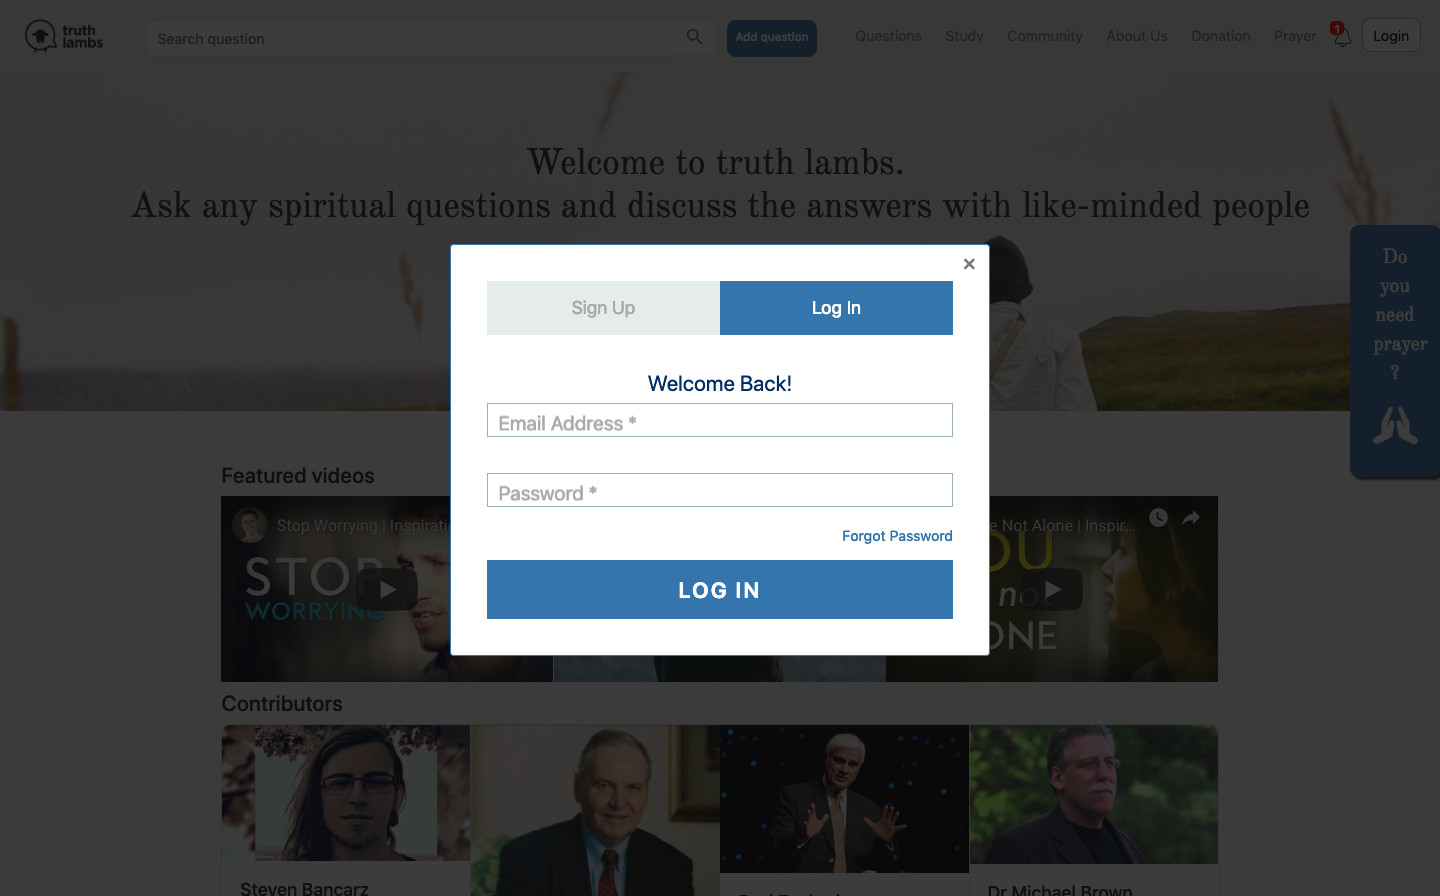 truth
lambs
Search question
Add question
Questions
Study
Community
About Us
Donation
Prayer
1
Login
Welcome to truth lambs.
Ask any spiritual questions and discuss the answers with like-minded people
Do
you
need
prayer
?
×
Sign Up
Log In
Welcome Back!
Email Address *
Password *
Forgot Password
LOG IN
Featured videos
Stop Worrying | Inspiratio
STOP
WORRYING
e Not Alone | Inspir...
YOU
not
ONE
Contributors
Steven Bancarz
Dr Michael Brown